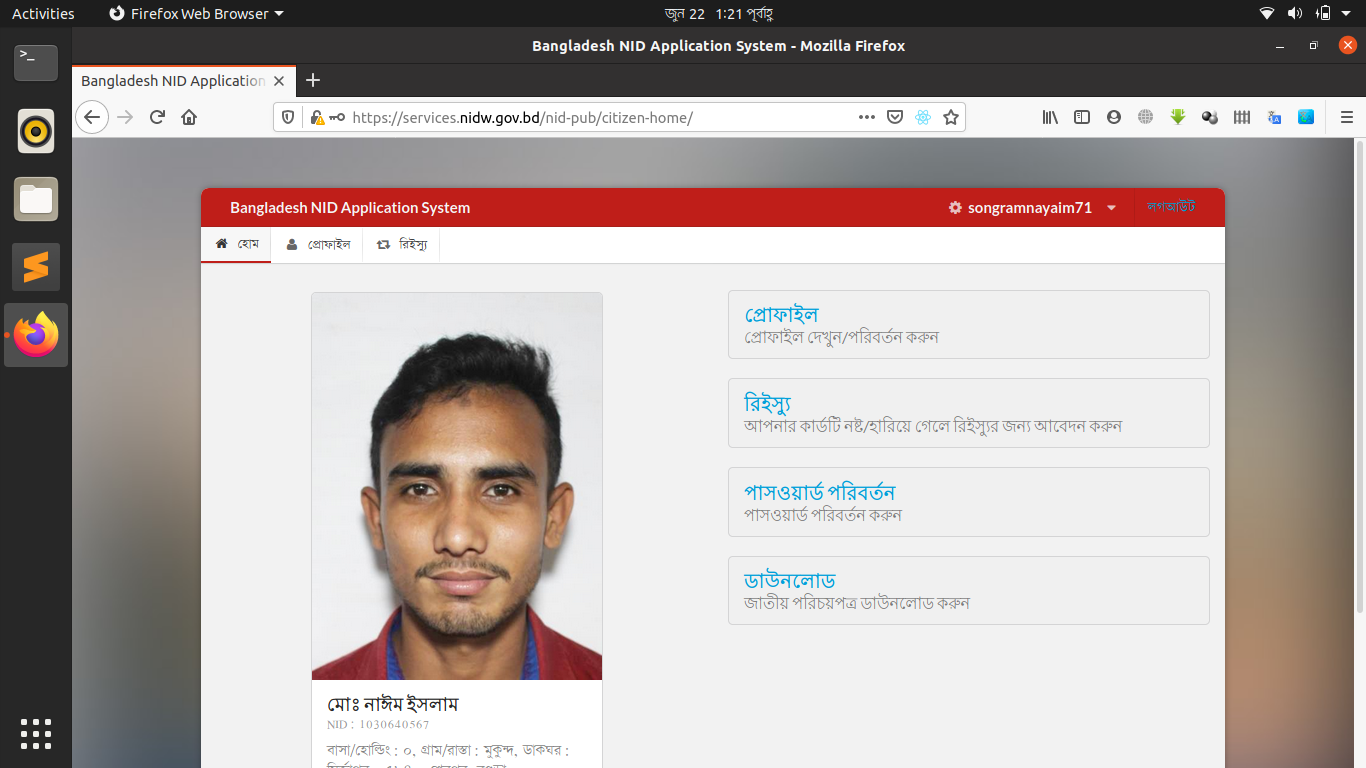 Activities
Firefox Web Browser
জুন 22 1:21 পূর্বাহ্ণ
Bangladesh NID Application System - Mozilla Firefox
Bangladesh NID Application
https://services.nidw.gov.bd/nid-pub/citizen-home/
Bangladesh NID Application System
songramnayaim71
লগআউট
হোম
প্রোফাইল
রিইস্যু
প্রোফাইল
প্রোফাইল দেখুন/পরিবর্তন করুন
রিইস্যু
আপনার কার্ডটি নষ্ট/হারিয়ে গেলে রিইস্যুর জন্য আবেদন করুন
পাসওয়ার্ড পরিবর্তন
পাসওয়ার্ড পরিবর্তন করুন
ডাউনলোড
জাতীয় পরিচয়পত্র ডাউনলোড করুন
মোঃ নাঈম ইসলাম
NID : 1030640567
বাসা/হোল্ডিং : ০, গ্রাম/রাস্তা : মুকুন্দ, ডাকঘর :